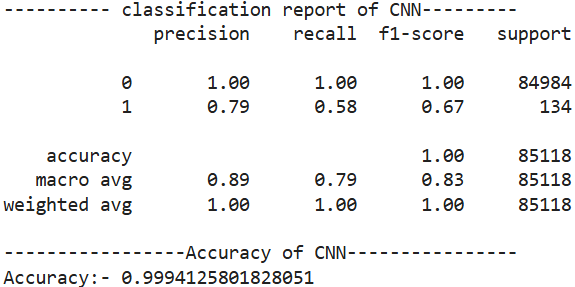 ---------- classification report of CNN---------
precision recall f1-score support
0 1.00 1.00 1.00 84984
1 0.79 0.58 0.67 134
accuracy 1.00 85118
macro avg 0.89 0.79 0.83 85118
weighted avg 1.00 1.00 1.00 85118
-----------------Accuracy of CNN----------------
Accuracy:- 0.9994125801828051